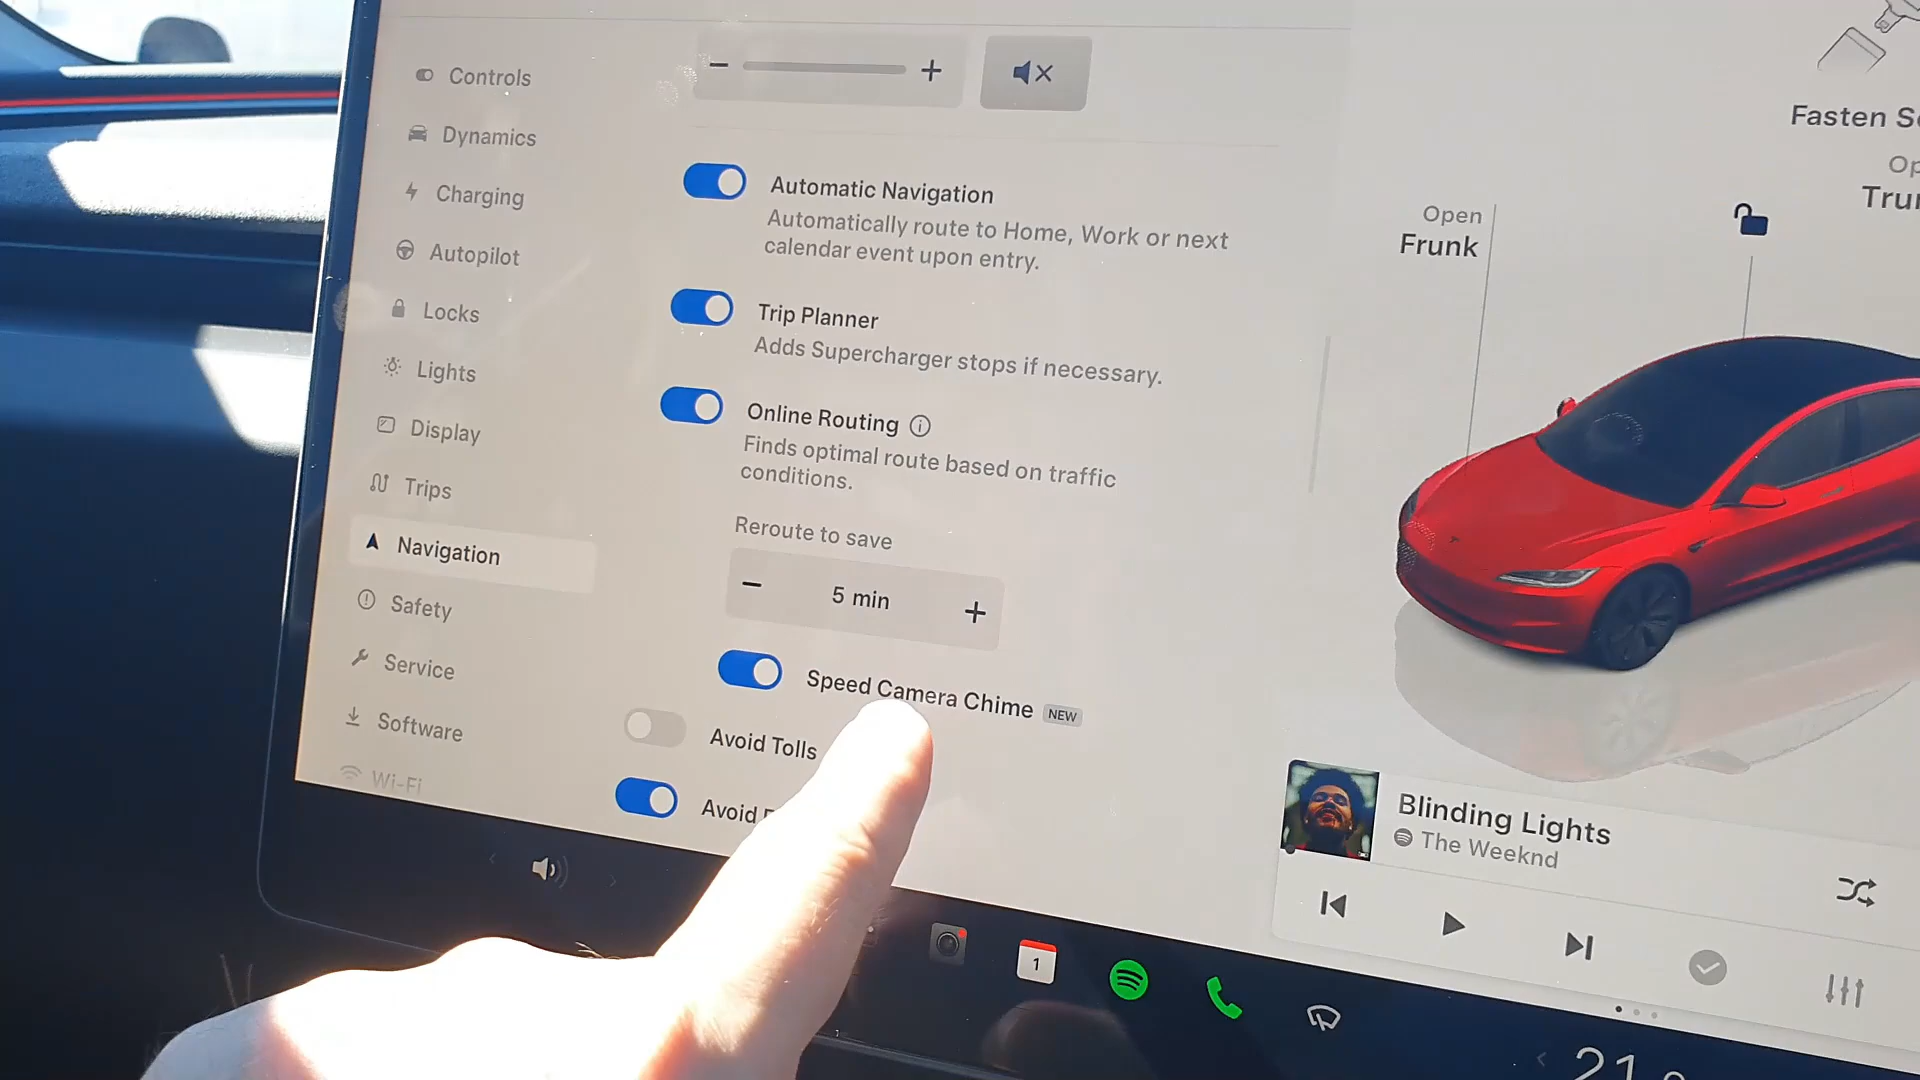 Controls
Dynamics
Charging
Autopilot
Locks
Lights
Display
Trips
Navigation
Safety
Service
Software
Wi-Fi
Automatic Navigation
Automatically route to Home, Work or next
calendar event upon entry.
Trip Planner
Adds Supercharger stops if necessary.
Online Routing
Finds optimal route based on traffic
conditions.
Reroute to save
− 5 min +
Speed Camera Chime NEW
Avoid Tolls
Avoid
Fasten
Open
Frunk
Blinding Lights
The Weeknd
1
21